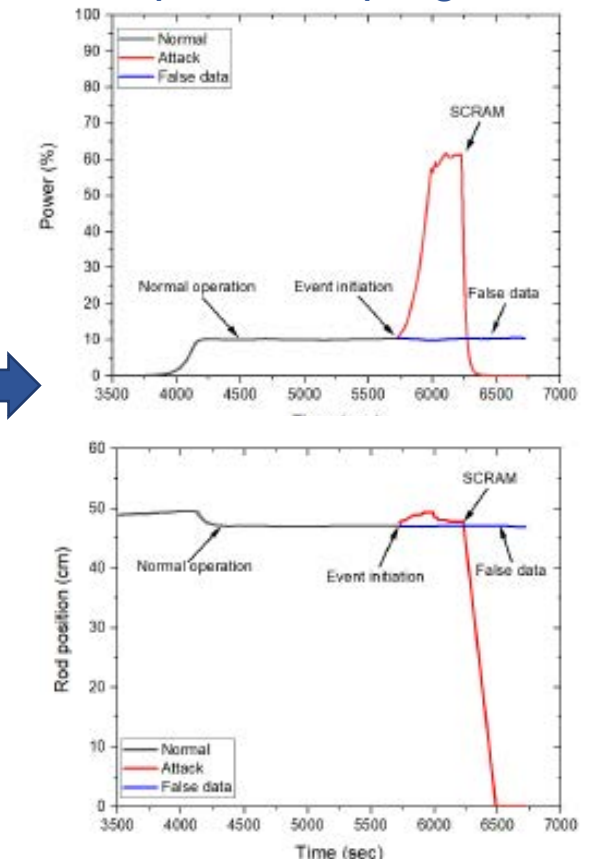 100
Normal
Attack
False data
90
80
70
SCRAM
60
Power (%)
50
40
30
Normal operation
Event initiation
False data
20
10
0
3500 4000 4500 5000 5500 6000 6500 7000
60
SCRAM
50
Normal operation
Event initiation
False data
40
Rod position (cm)
30
20
10
Normal
Attack
False data
0
3500 4000 4500 5000 5500 6000 6500 7000
Time (sec)